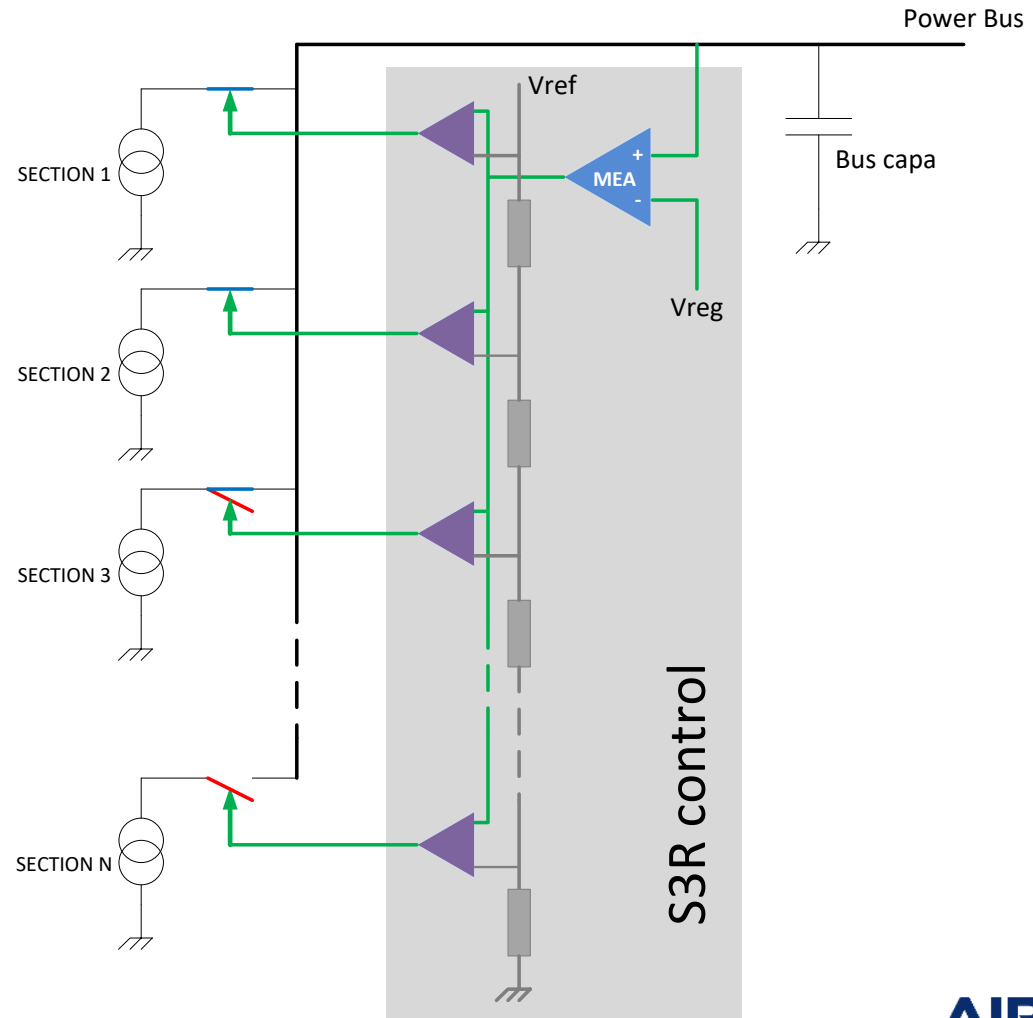 Power Bus
Vref
SECTION 1
+
MEA
-
Bus capa
SECTION 2
Vreg
SECTION 3
S3R control
SECTION N